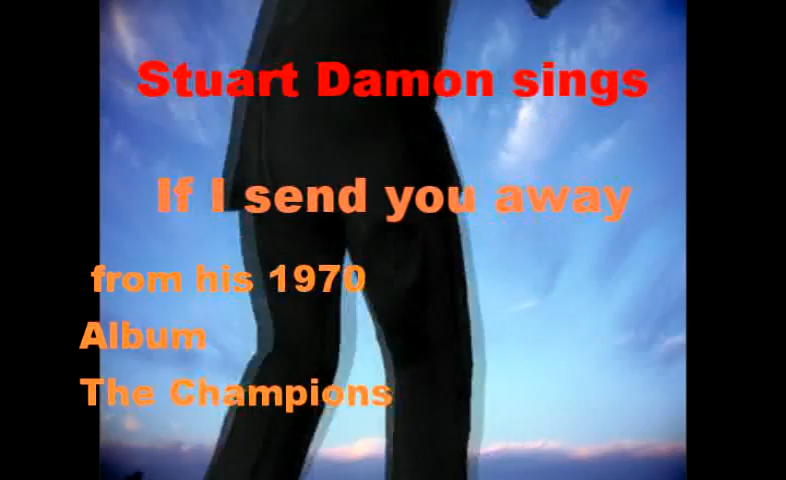 Stuart Damon sings
If I send you away
from his 1970
Album
The Champions